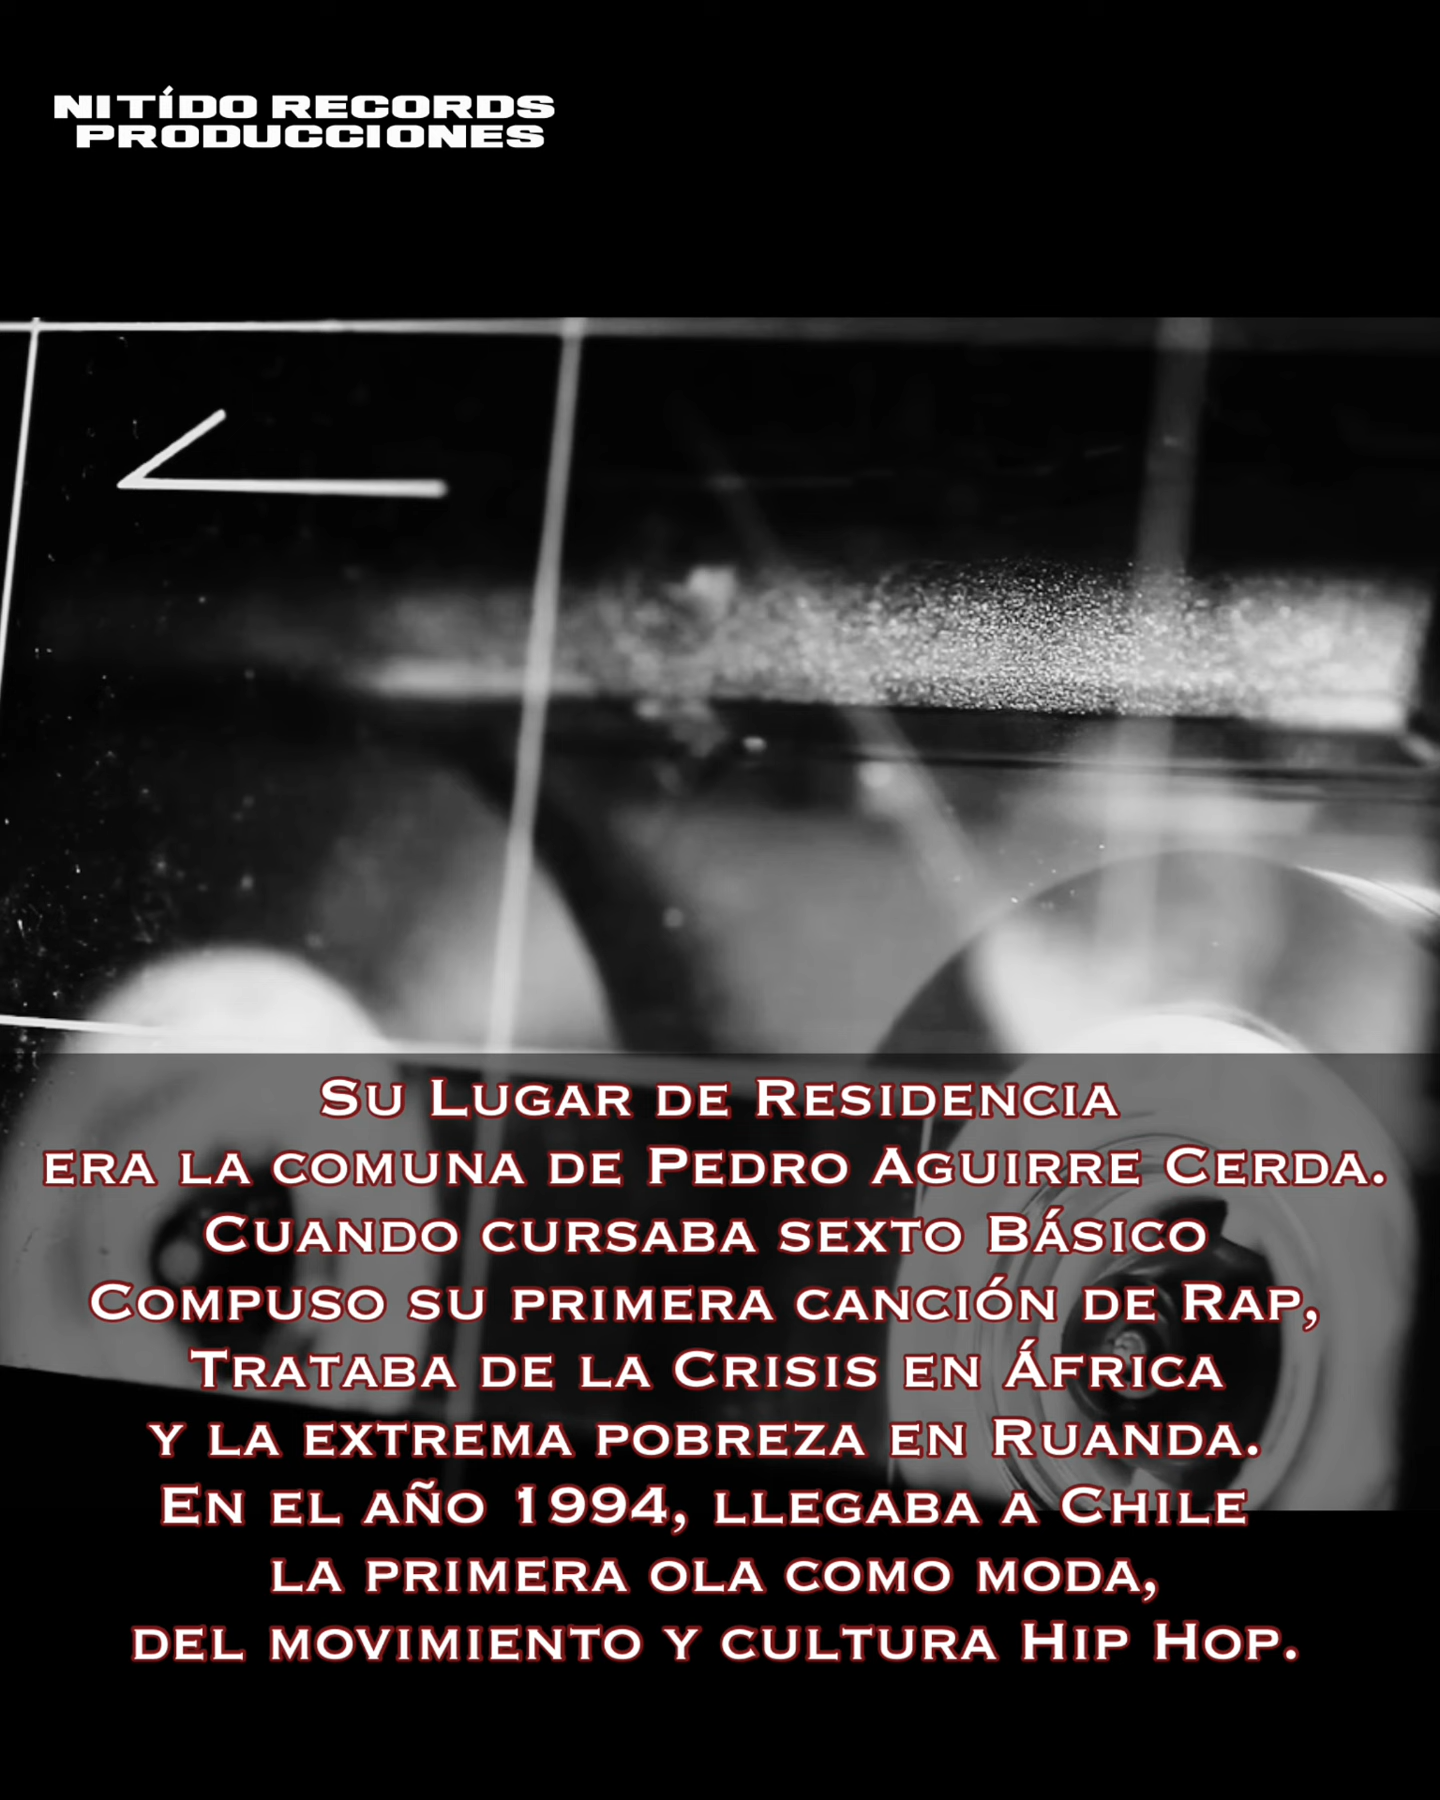 NITÍDO RECORDS
PRODUCCIONES
Su Lugar de Residencia
era la comuna de Pedro Aguirre Cerda.
Cuando cursaba sexto Básico
Compuso su primera canción de Rap,
Trataba de la Crisis en África
y la extrema pobreza en Ruanda.
En el año 1994, llegaba a Chile
la primera ola como moda,
del movimiento y cultura Hip Hop.